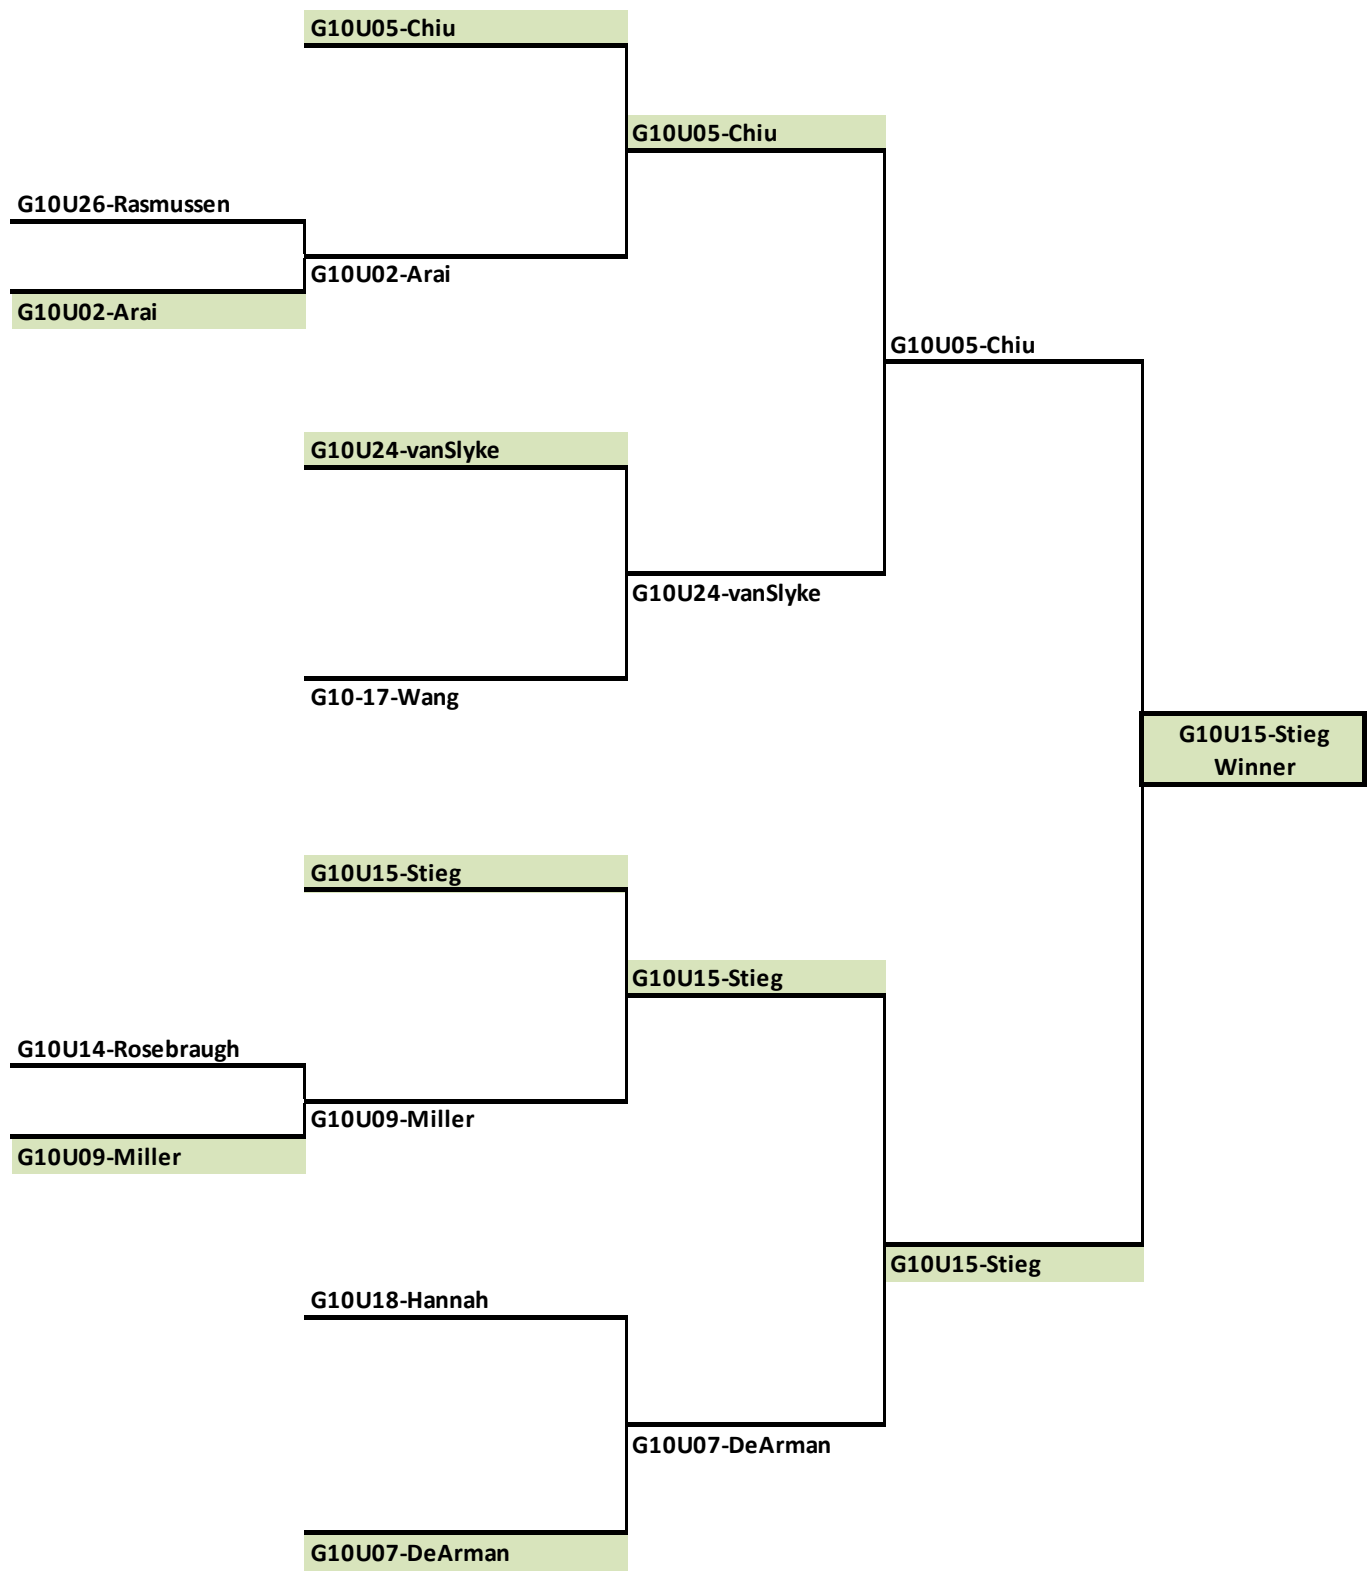 G10U05-Chiu
G10U05-Chiu
G10U26-Rasmussen
G10U02-Arai
G10U02-Arai
G10U05-Chiu
G10U24-vanSlyke
G10U24-vanSlyke
G10-17-Wang
G10U15-Stieg
Winner
G10U15-Stieg
G10U15-Stieg
G10U14-Rosebraugh
G10U09-Miller
G10U09-Miller
G10U15-Stieg
G10U18-Hannah
G10U07-DeArman
G10U07-DeArman